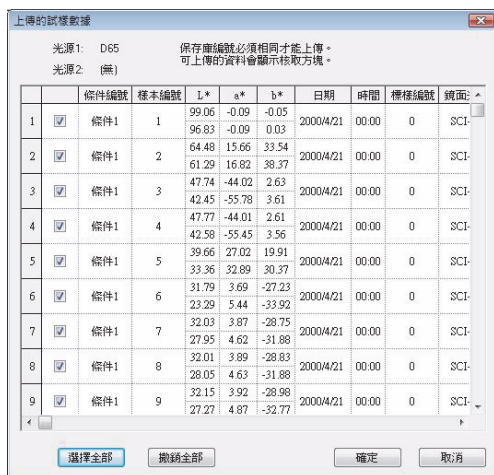 上傳的試樣數據
光源1: D65 保存庫編號必須相同才能上傳。
光源2: (無) 可上傳的資料會顯示核取方塊。
條件編號 樣本編號 L* a* b* 日期 時間 標樣編號 鏡面
1 條件1 1 99.06 -0.09 -0.05 2000/4/21 00:00 0 SCI-
96.83 -0.09 0.03
2 條件1 2 64.48 15.66 33.54 2000/4/21 00:00 0 SCI-
61.29 16.82 38.37
3 條件1 3 47.74 -44.02 2.63 2000/4/21 00:00 0 SCI-
42.45 -55.78 3.61
4 條件1 4 47.77 -44.01 2.61 2000/4/21 00:00 0 SCI-
42.58 -55.45 3.56
5 條件1 5 39.66 27.02 19.91 2000/4/21 00:00 0 SCI-
33.36 32.89 30.37
6 條件1 6 31.79 3.69 -27.23 2000/4/21 00:00 0 SCI-
23.29 5.44 -33.92
7 條件1 7 32.03 3.87 -28.75 2000/4/21 00:00 0 SCI-
27.95 4.62 -31.88
8 條件1 8 32.01 3.89 -28.83 2000/4/21 00:00 0 SCI-
28.05 4.63 -31.88
9 條件1 9 32.15 3.92 -28.98 2000/4/21 00:00 0 SCI-
27.27 4.87 -32.77
選擇全部 撤銷全部 確定 取消